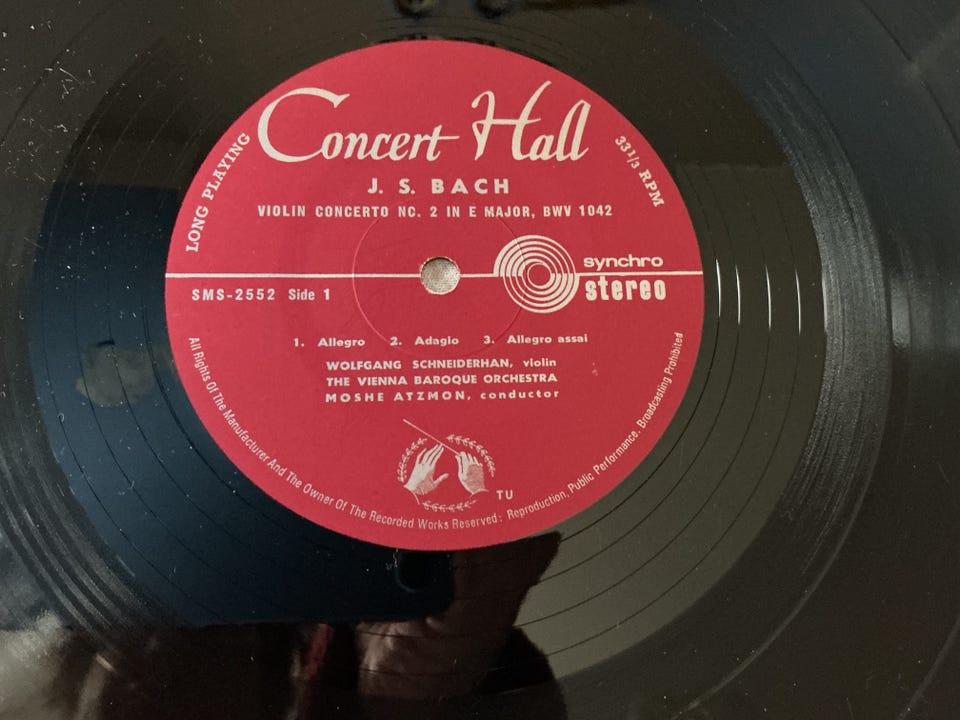 Concert Hall
LONG PLAYING
33 1/3 RPM
J. S. BACH
VIOLIN CONCERTO NC. 2 IN E MAJOR, BWV 1042
synchro
stereo
SMS-2552 Side 1
1. Allegro 2. Adagio 3. Allegro assai
WOLFGANG SCHNEIDERHAN, violin
THE VIENNA BAROQUE ORCHESTRA
MOSHE ATZMON, conductor
TU
All Rights Of The Manufacturer And The Owner Of The Recorded Works Reserved: Reproduction, Public Performance, Broadcasting Prohibited